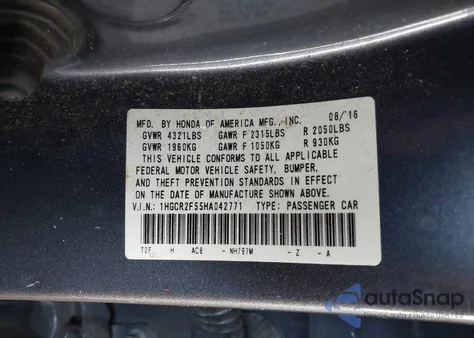 MFD. BY HONDA OF AMERICA MFG., INC. 08/'16
GVWR 4321LBS GAWR F 2315LBS R 2050LBS
GVWR 1960KG GAWR F 1050KG R 930KG
THIS VEHICLE CONFORMS TO ALL APPLICABLE
FEDERAL MOTOR VEHICLE SAFETY, BUMPER,
AND THEFT PREVENTION STANDARDS IN EFFECT
ON THE DATE OF MANUFACTURE SHOWN ABOVE.
V.I.N.: 1HGCR2F55HA042771 TYPE: PASSENGER CAR
T2F H AC8 - NH797M - Z - A
autoSnap